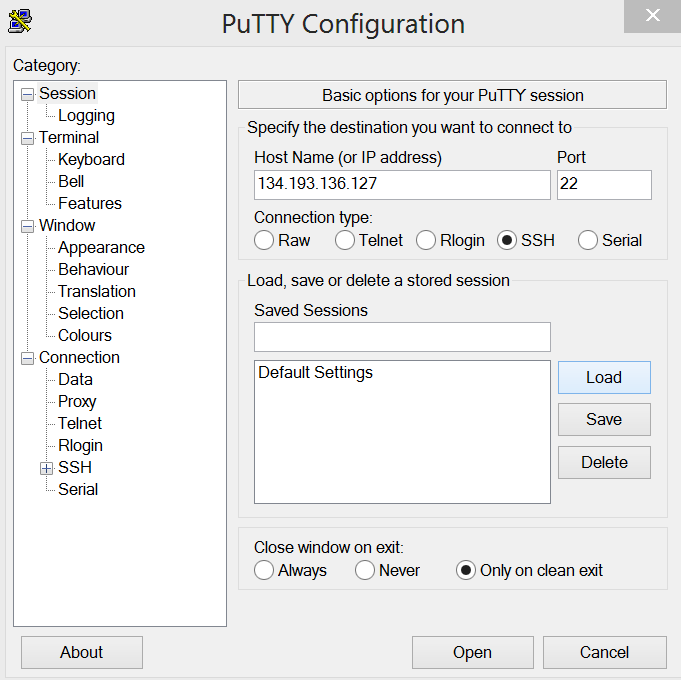 PuTTY Configuration
Category:
Session
Logging
Terminal
Keyboard
Bell
Features
Window
Appearance
Behaviour
Translation
Selection
Colours
Connection
Data
Proxy
Telnet
Rlogin
SSH
Serial
Basic options for your PuTTY session
Specify the destination you want to connect to
Host Name (or IP address) Port
134.193.136.127 22
Connection type:
Raw Telnet Rlogin SSH Serial
Load, save or delete a stored session
Saved Sessions
Default Settings
Load
Save
Delete
Close window on exit:
Always Never Only on clean exit
About Open Cancel